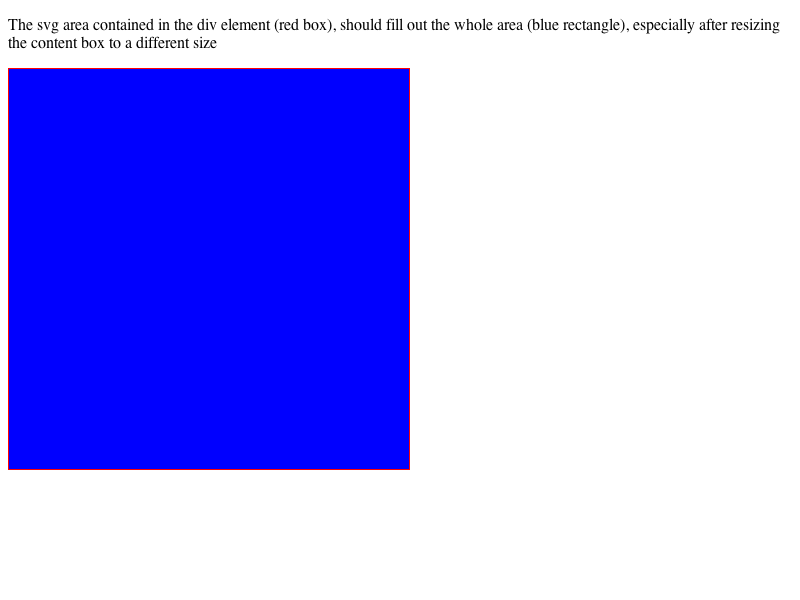 The svg area contained in the div element (red box), should fill out the whole area (blue rectangle), especially after resizing
the content box to a different size